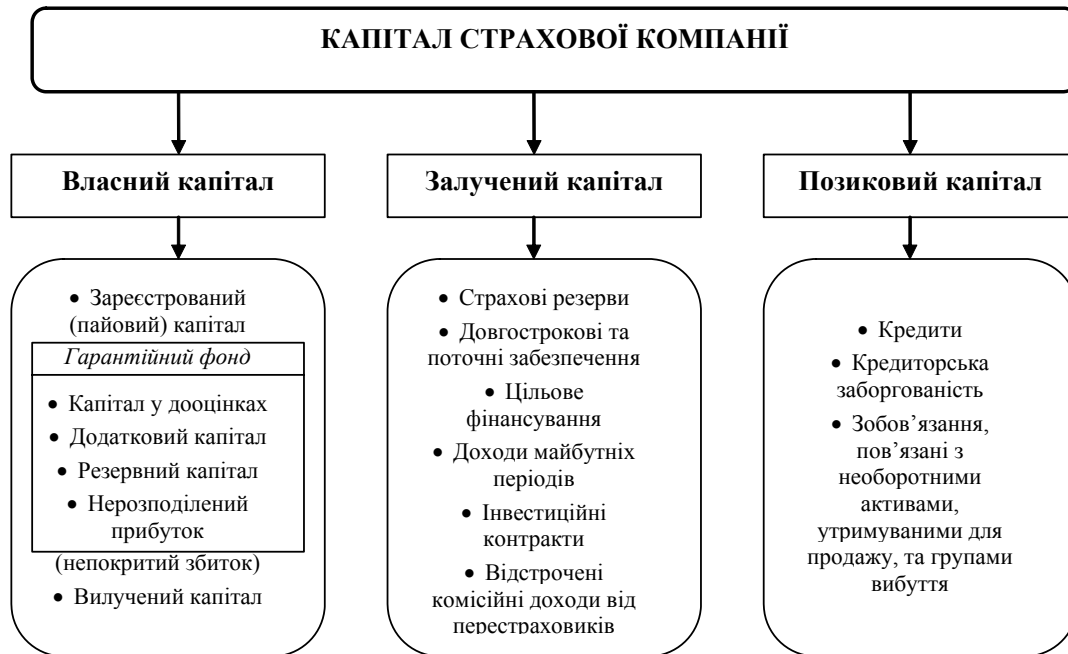 КАПІТАЛ СТРАХОВОЇ КОМПАНІЇ
Власний капітал
• Зареєстрований
(пайовий) капітал
Гарантійний фонд
• Капітал у дооцінках
• Додатковий капітал
• Резервний капітал
• Нерозподілений
прибуток
(непокритий збиток)
• Вилучений капітал
Залучений капітал
• Страхові резерви
• Довгострокові та
поточні забезпечення
• Цільове
фінансування
• Доходи майбутніх
періодів
• Інвестиційні
контракти
• Відстрочені
комісійні доходи від
перестраховиків
Позиковий капітал
• Кредити
• Кредиторська
заборгованість
• Зобов’язання,
пов’язані з
необоротними
активами,
утримуваними для
продажу, та групами
вибуття